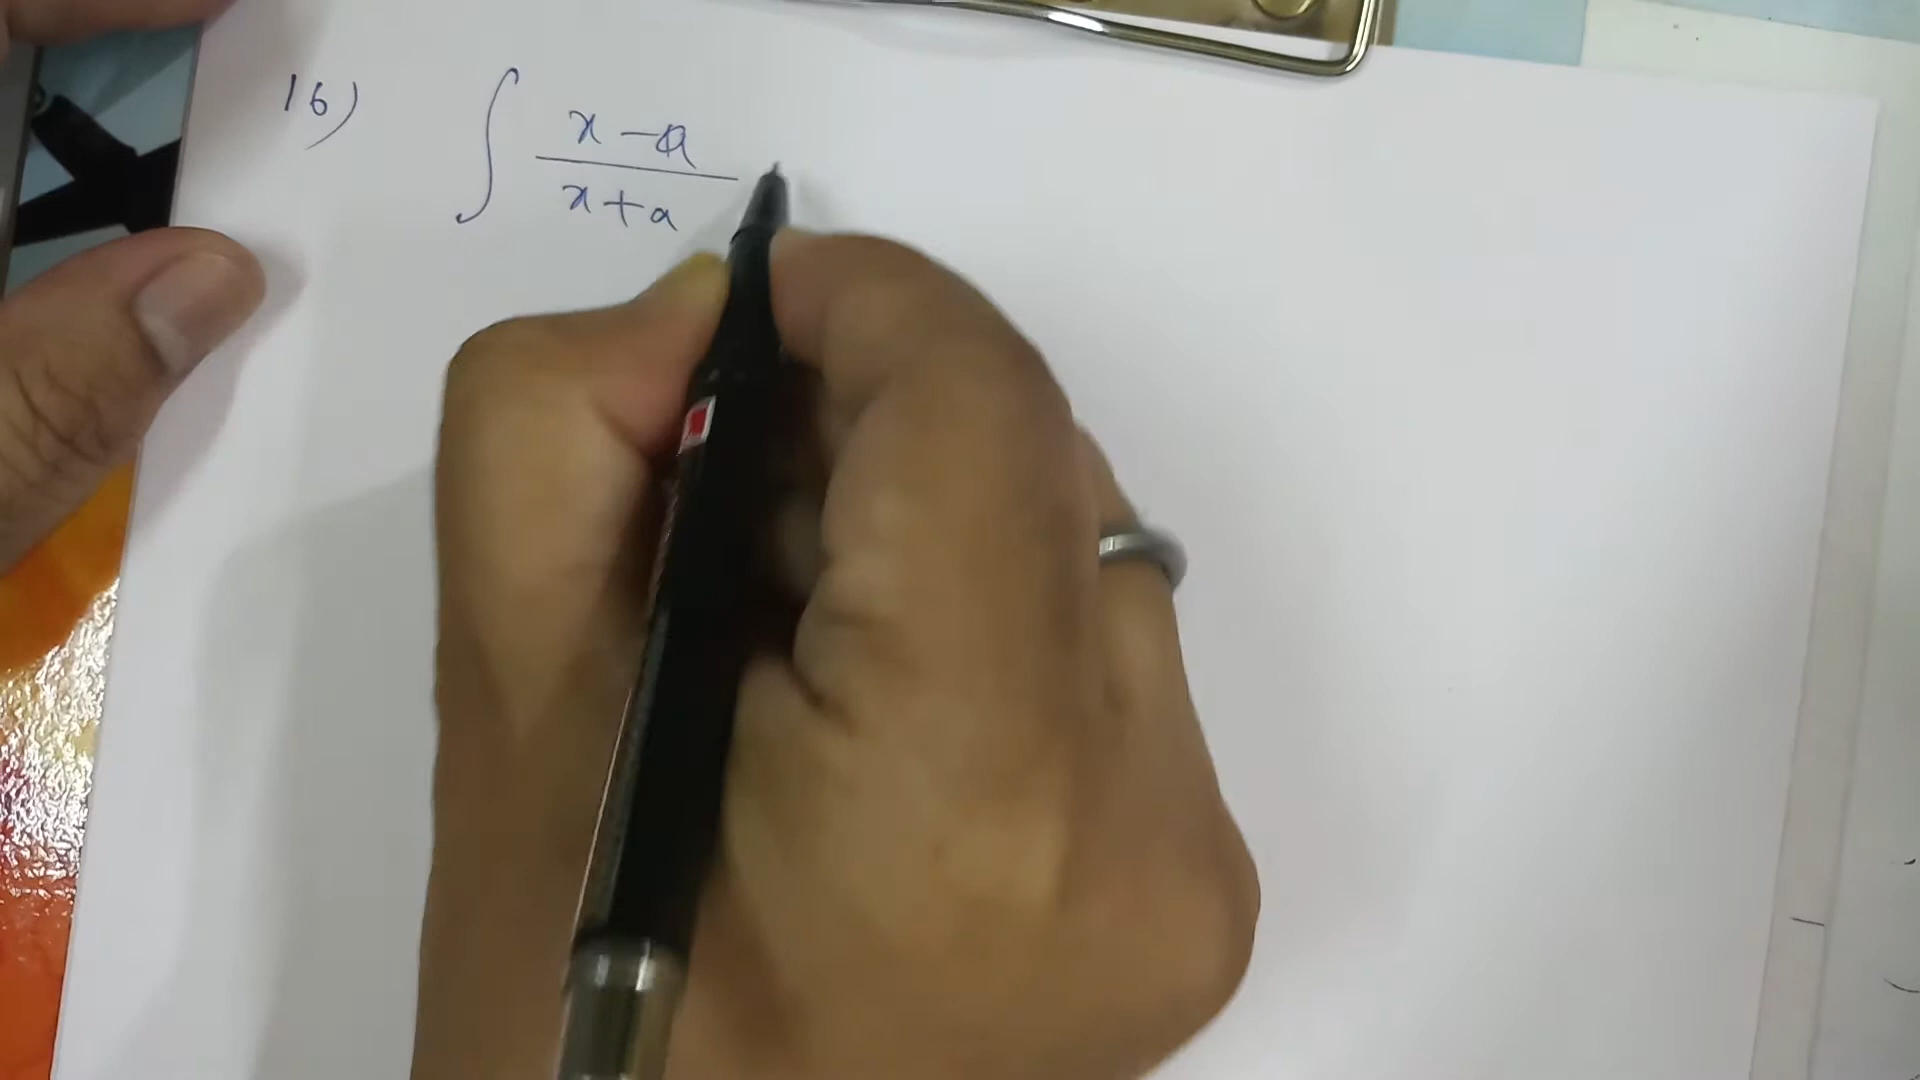 16) ∫ x - a
x + a